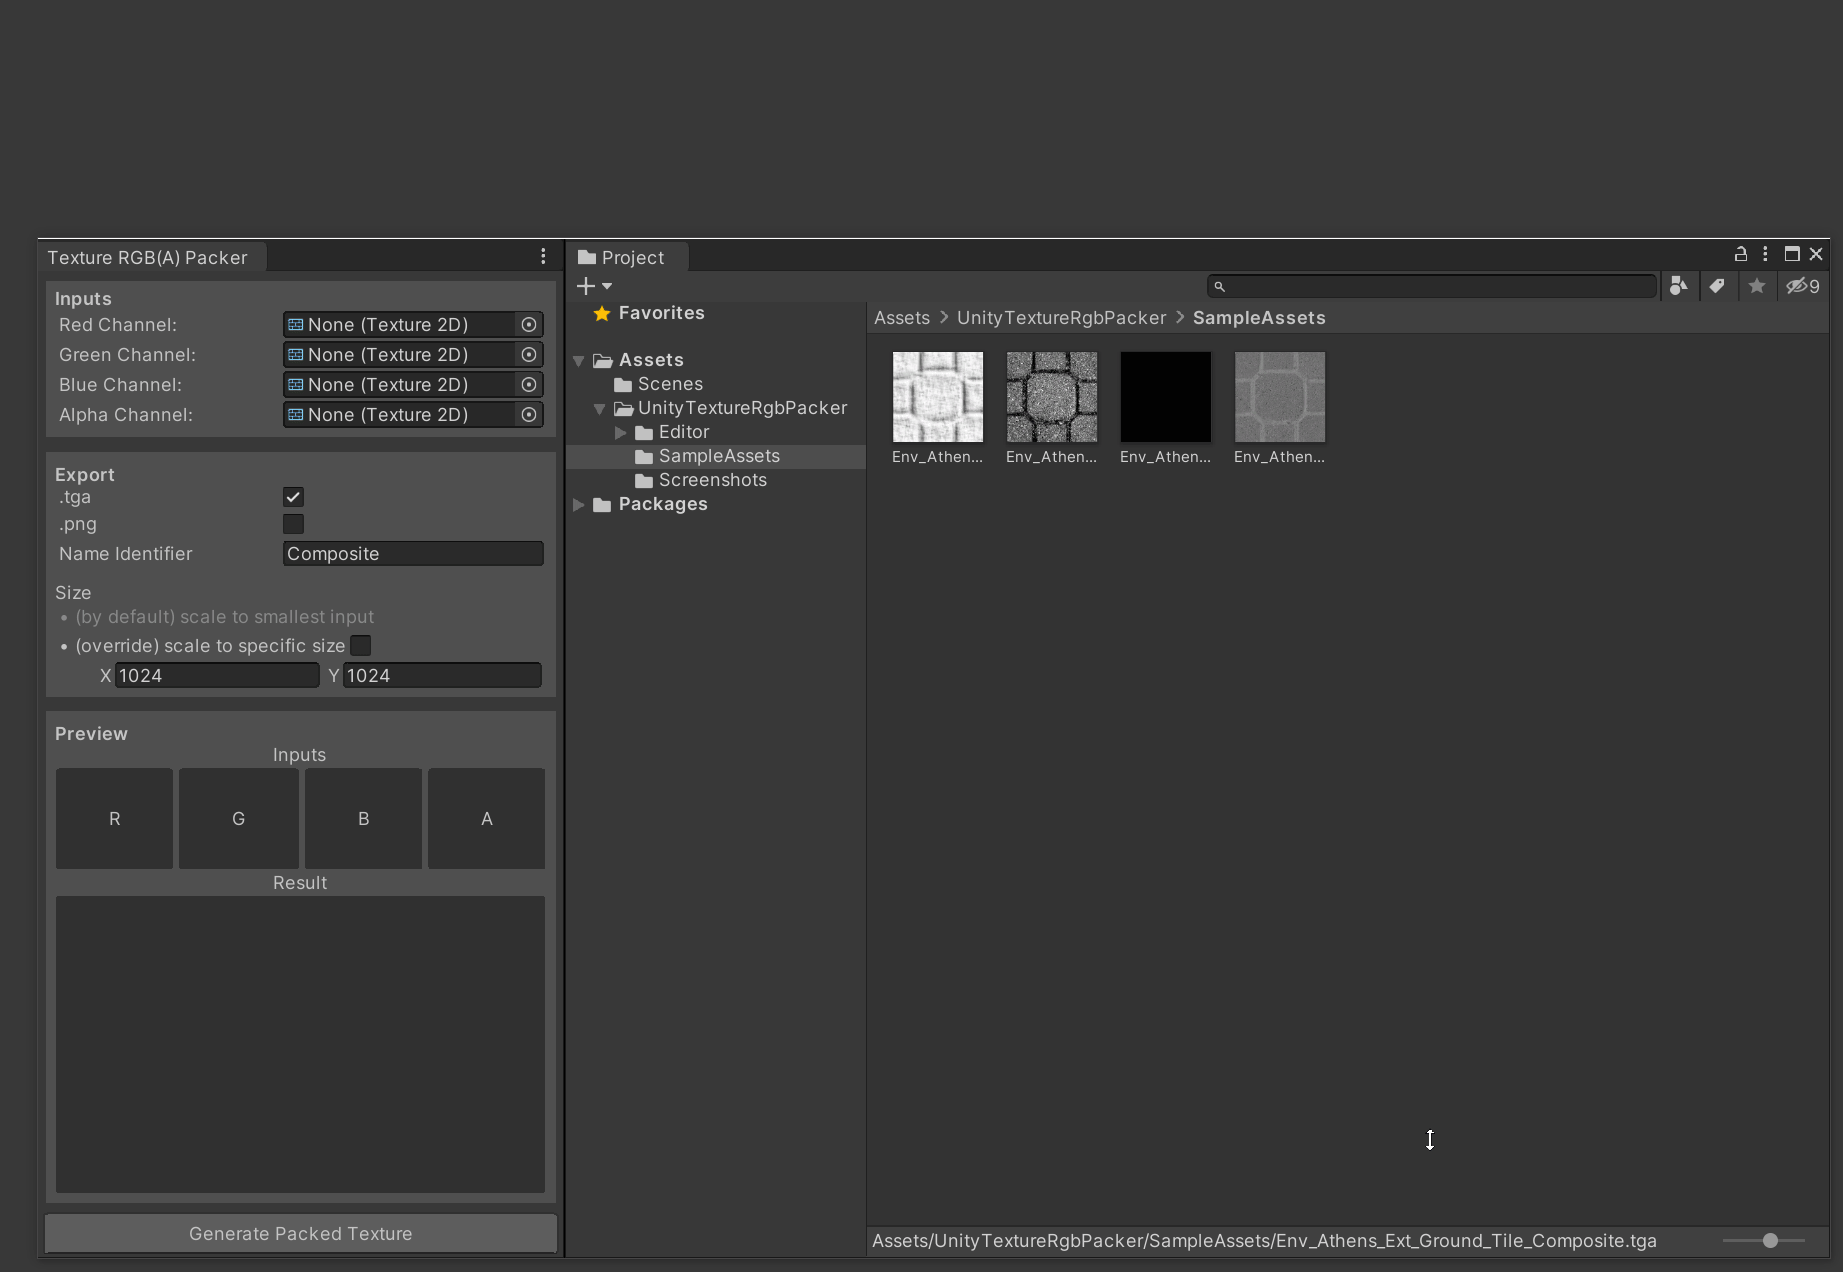 Texture RGB(A) Packer
Inputs
Red Channel: None (Texture 2D)
Green Channel: None (Texture 2D)
Blue Channel: None (Texture 2D)
Alpha Channel: None (Texture 2D)
Export
.tga
.png
Name Identifier Composite
Size
• (by default) scale to smallest input
• (override) scale to specific size
X 1024 Y 1024
Preview
Inputs
R G B A
Result
Generate Packed Texture
Project
9
Favorites
Assets
Scenes
UnityTextureRgbPacker
Editor
SampleAssets
Screenshots
Packages
Assets > UnityTextureRgbPacker > SampleAssets
Env_Athen... Env_Athen... Env_Athen... Env_Athen...
Assets/UnityTextureRgbPacker/SampleAssets/Env_Athens_Ext_Ground_Tile_Composite.tga